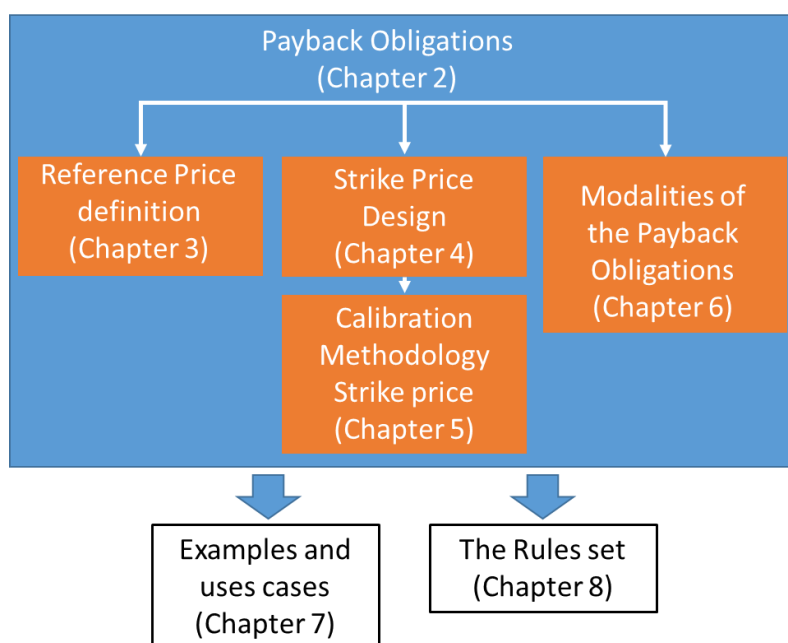 Payback Obligations
(Chapter 2)
Reference Price
definition
(Chapter 3)
Strike Price
Design
(Chapter 4)
Modalities of
the Payback
Obligations
(Chapter 6)
Calibration
Methodology
Strike price
(Chapter 5)
Examples and
uses cases
(Chapter 7)
The Rules set
(Chapter 8)